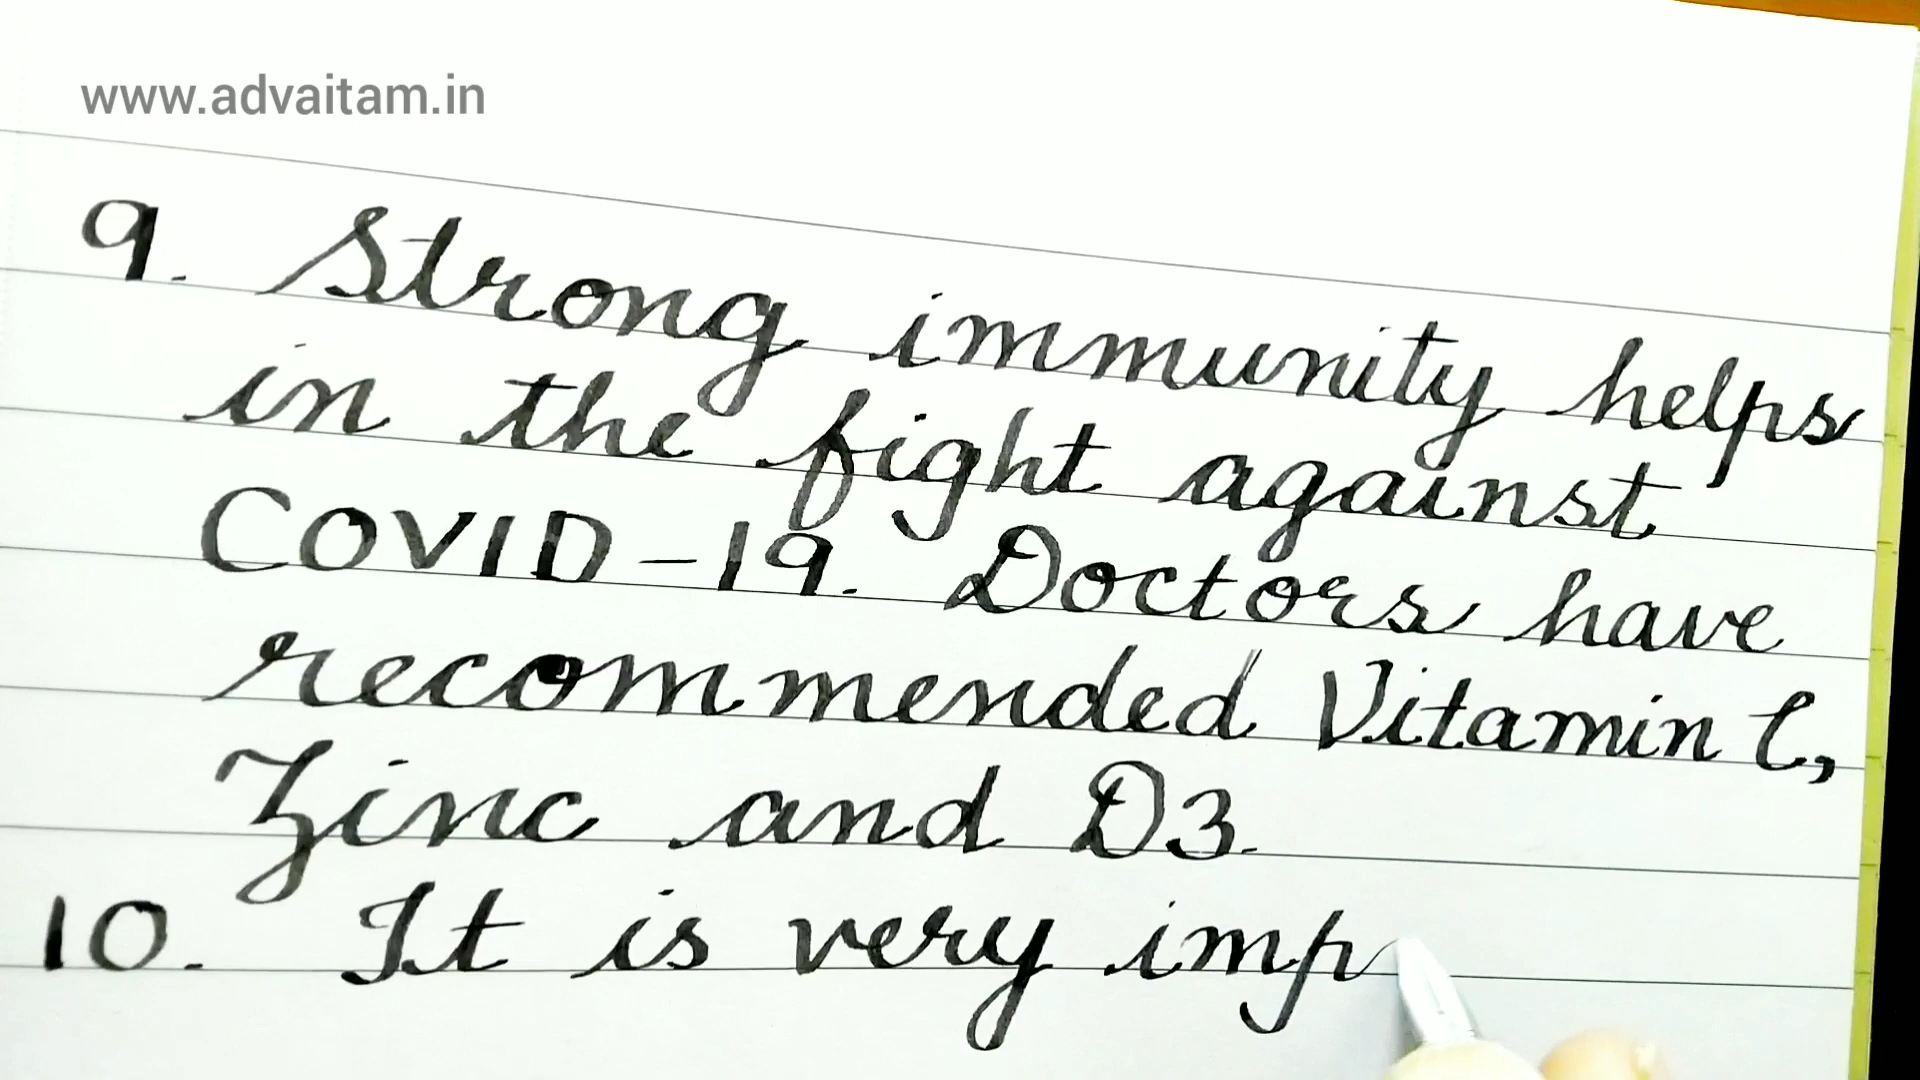 www.advaitam.in
9. Strong immunity helps
in the fight against
COVID-19. Doctors have
recommended Vitamin C,
Zinc and D3.
10. It is very imp